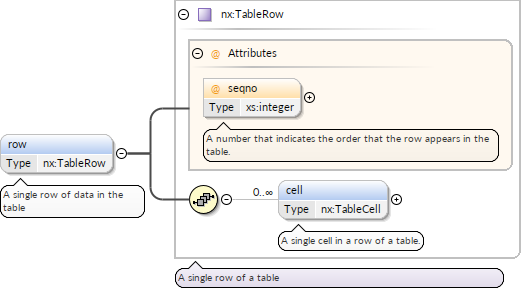 nx:TableRow
@ Attributes
@ seqno
Type xs:integer
A number that indicates the order that the row appears in the
table.
row
Type nx:TableRow
A single row of data in the
table
0..∞
cell
Type nx:TableCell
A single cell in a row of a table.
A single row of a table